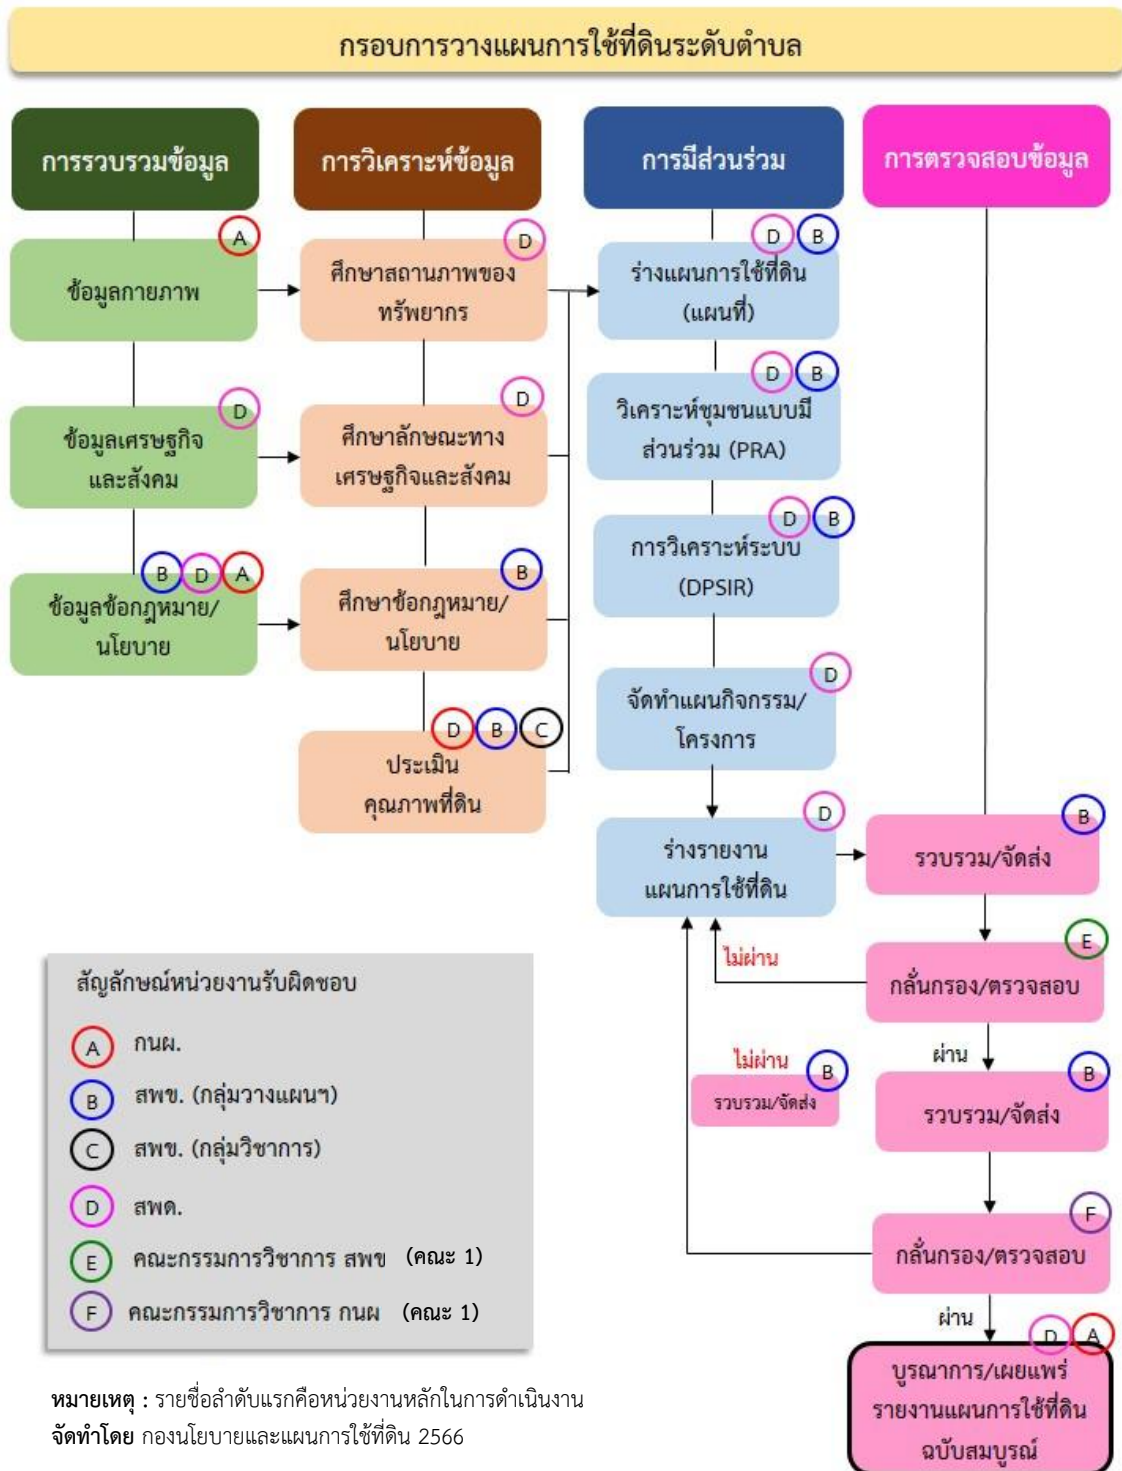 กรอบการวางแผนการใช้ที่ดินระดับตำบล
การรวบรวมข้อมูล
A
ข้อมูลกายภาพ
D
ข้อมูลเศรษฐกิจ
และสังคม
B D A
ข้อมูลข้อกฎหมาย/
นโยบาย
การวิเคราะห์ข้อมูล
D
ศึกษาสถานภาพของ
ทรัพยากร
D
ศึกษาลักษณะทาง
เศรษฐกิจและสังคม
B
ศึกษาข้อกฎหมาย/
นโยบาย
D B C
ประเมิน
คุณภาพที่ดิน
การมีส่วนร่วม
D B
ร่างแผนการใช้ที่ดิน
(แผนที่)
D B
วิเคราะห์ชุมชนแบบมี
ส่วนร่วม (PRA)
D B
การวิเคราะห์ระบบ
(DPSIR)
D
จัดทำแผนกิจกรรม/
โครงการ
D
ร่างรายงาน
แผนการใช้ที่ดิน
การตรวจสอบข้อมูล
B
รวบรวม/จัดส่ง
E
กลั่นกรอง/ตรวจสอบ
ไม่ผ่าน
ผ่าน
B
รวบรวม/จัดส่ง
ไม่ผ่าน
B
รวบรวม/จัดส่ง
F
กลั่นกรอง/ตรวจสอบ
ผ่าน
D A
บูรณาการ/เผยแพร่
รายงานแผนการใช้ที่ดิน
ฉบับสมบูรณ์
สัญลักษณ์หน่วยงานรับผิดชอบ
A กนผ.
B สพข. (กลุ่มวางแผนฯ)
C สพข. (กลุ่มวิชาการ)
D สพด.
E คณะกรรมการวิชาการ สพข (คณะ 1)
F คณะกรรมการวิชาการ กนผ (คณะ 1)
หมายเหตุ : รายชื่อลำดับแรกคือหน่วยงานหลักในการดำเนินงาน
จัดทำโดย กองนโยบายและแผนการใช้ที่ดิน 2566